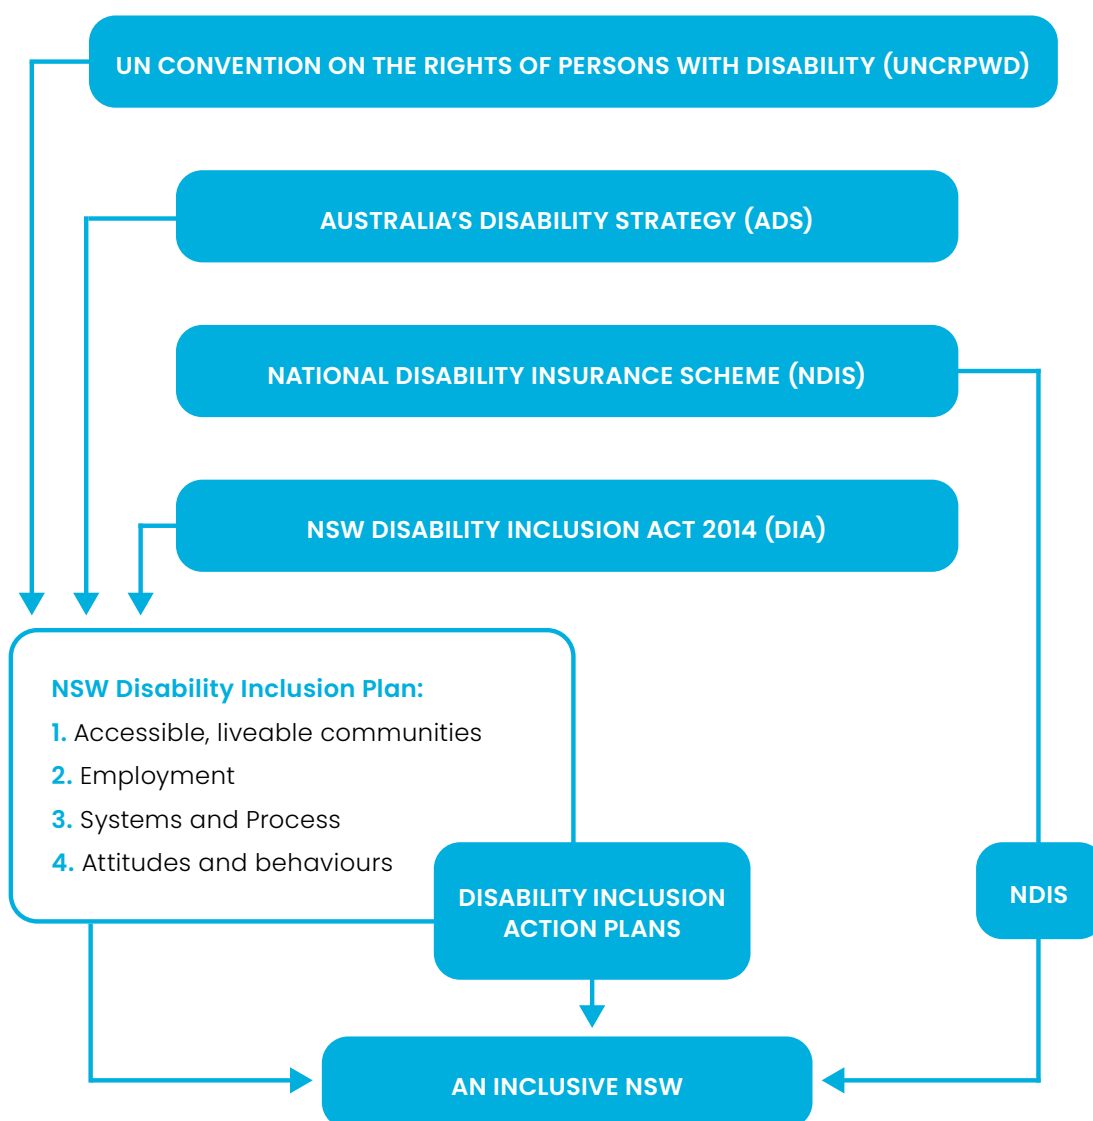 UN CONVENTION ON THE RIGHTS OF PERSONS WITH DISABILITY (UNCRPWD)
AUSTRALIA’S DISABILITY STRATEGY (ADS)
NATIONAL DISABILITY INSURANCE SCHEME (NDIS)
NSW DISABILITY INCLUSION ACT 2014 (DIA)
NSW Disability Inclusion Plan:
1. Accessible, liveable communities
2. Employment
3. Systems and Process
4. Attitudes and behaviours
DISABILITY INCLUSION
ACTION PLANS
NDIS
AN INCLUSIVE NSW